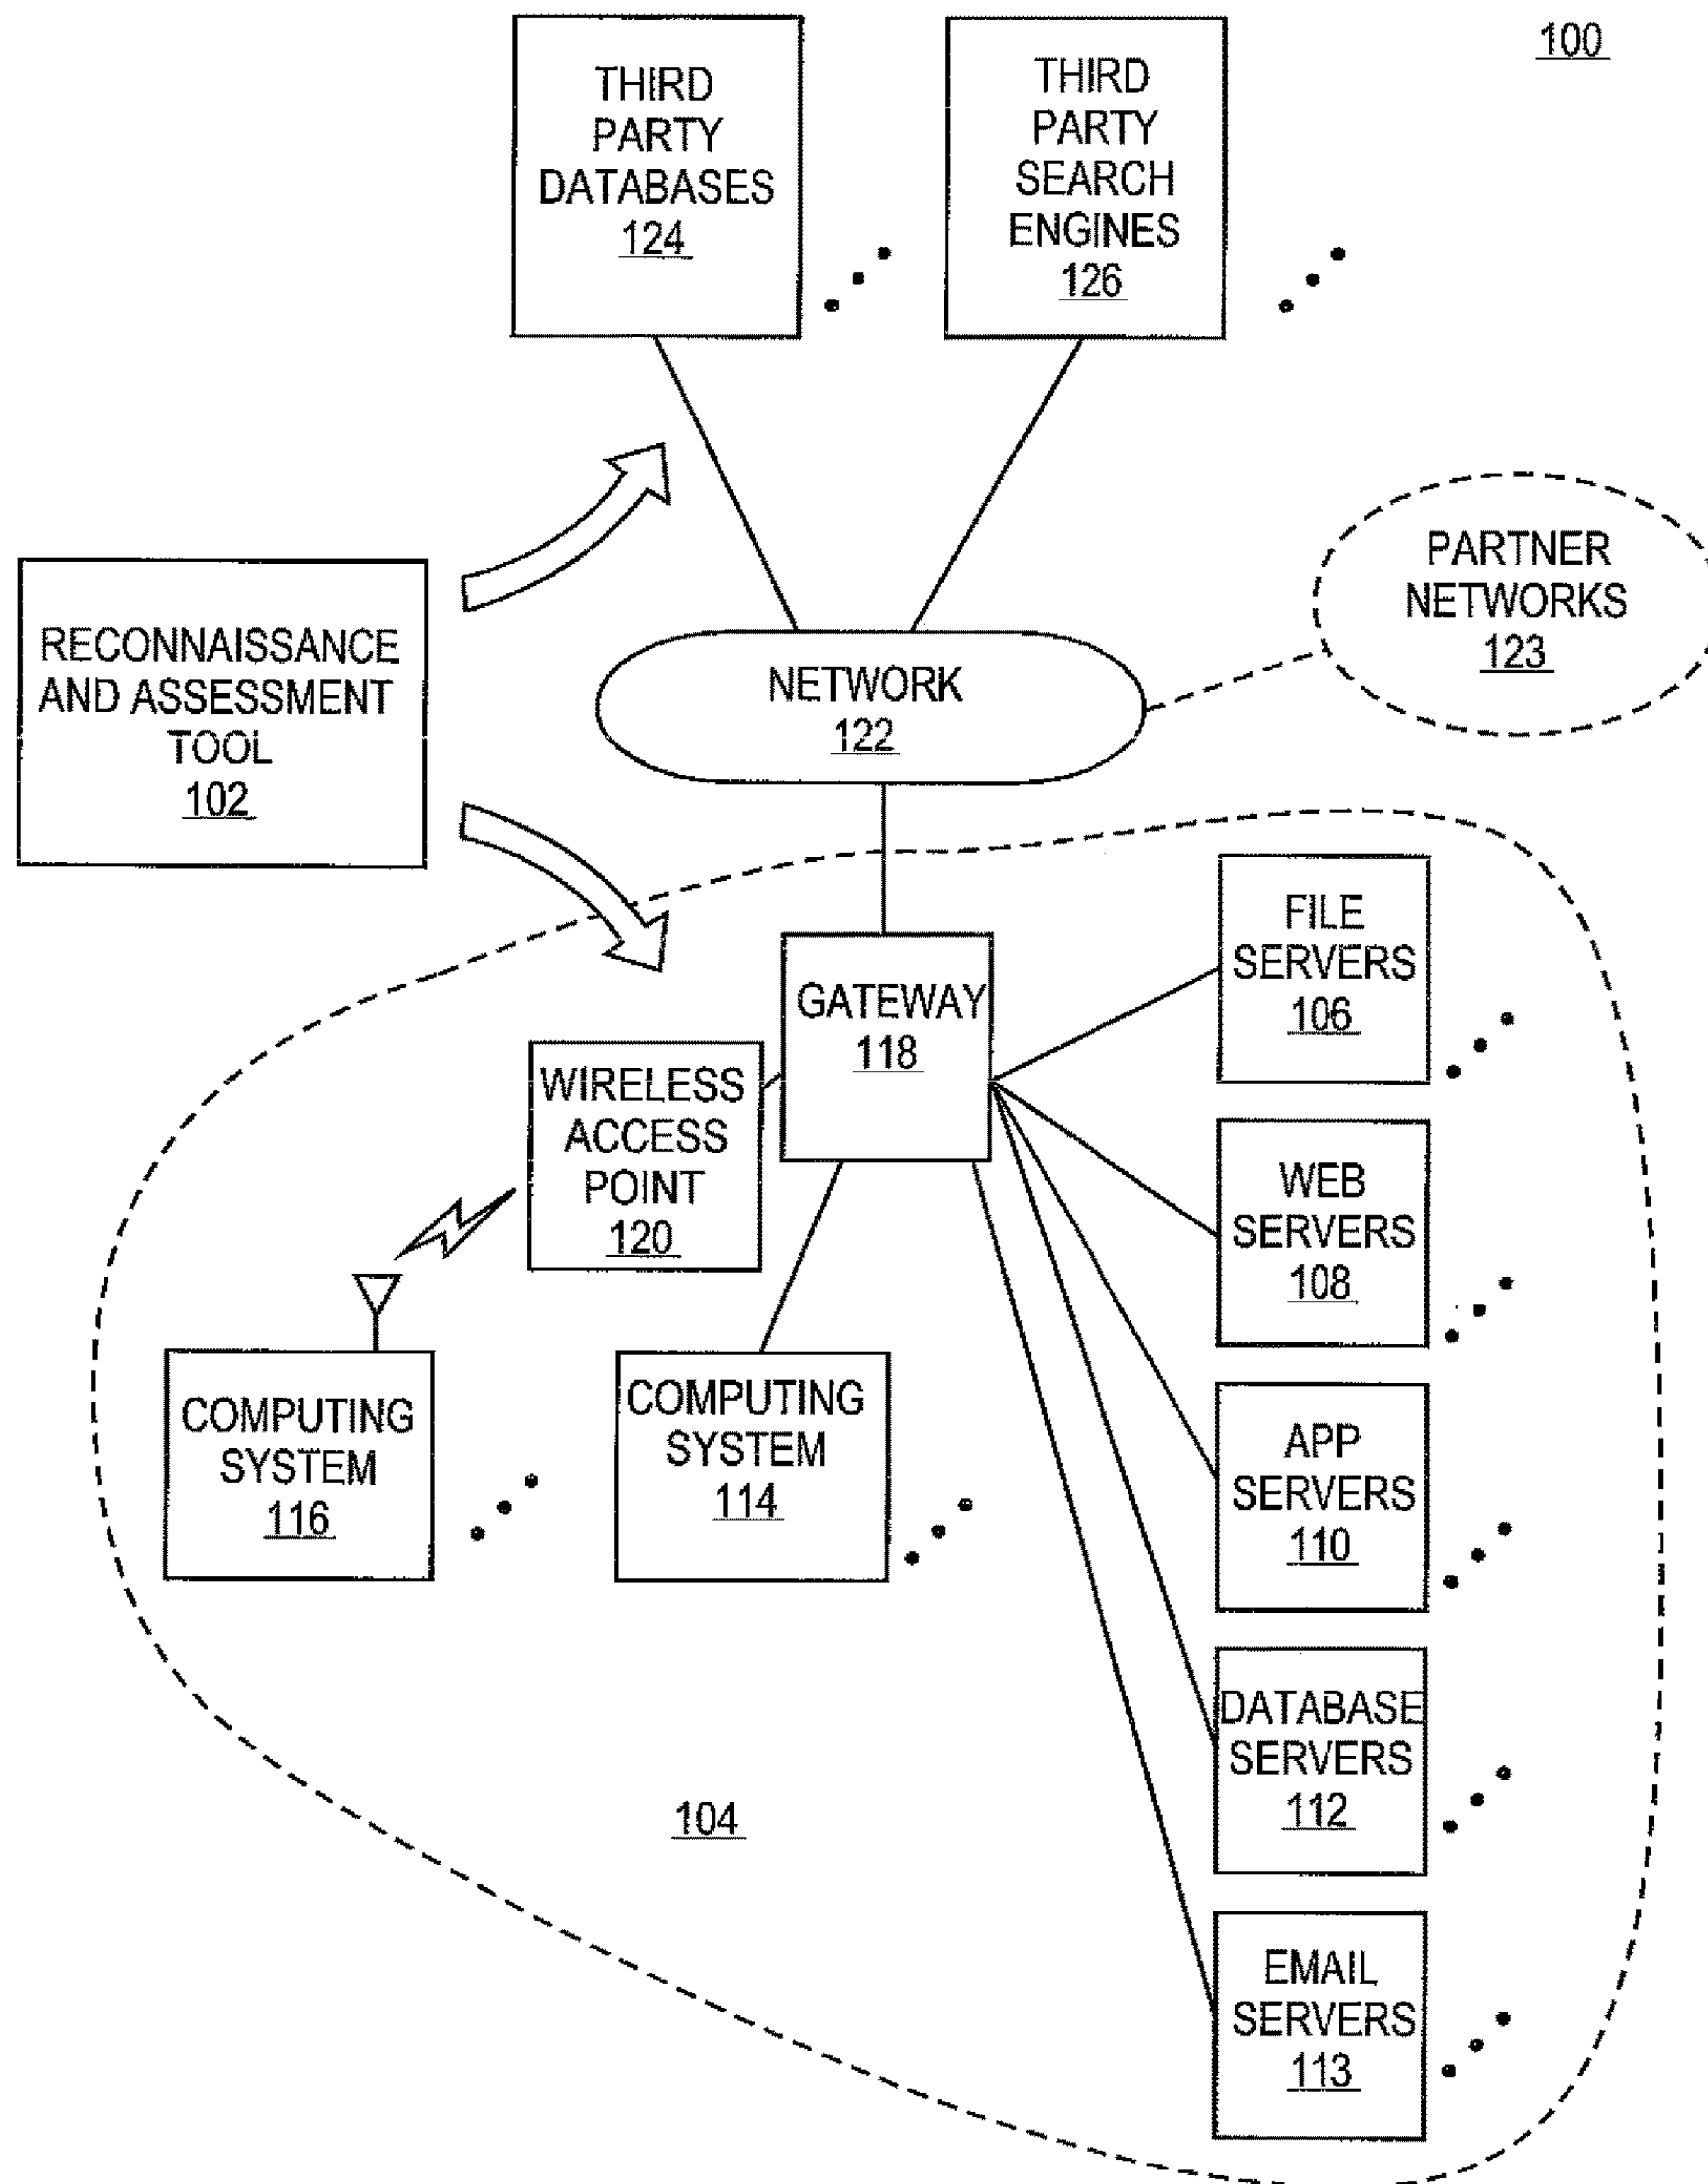 100
THIRD
PARTY
DATABASES
124
THIRD
PARTY
SEARCH
ENGINES
126
PARTNER
NETWORKS
123
RECONNAISSANCE
AND ASSESSMENT
TOOL
102
NETWORK
122
FILE
SERVERS
106
GATEWAY
118
WIRELESS
ACCESS
POINT
120
WEB
SERVERS
108
COMPUTING
SYSTEM
116
COMPUTING
SYSTEM
114
APP
SERVERS
110
DATABASE
SERVERS
112
104
EMAIL
SERVERS
113